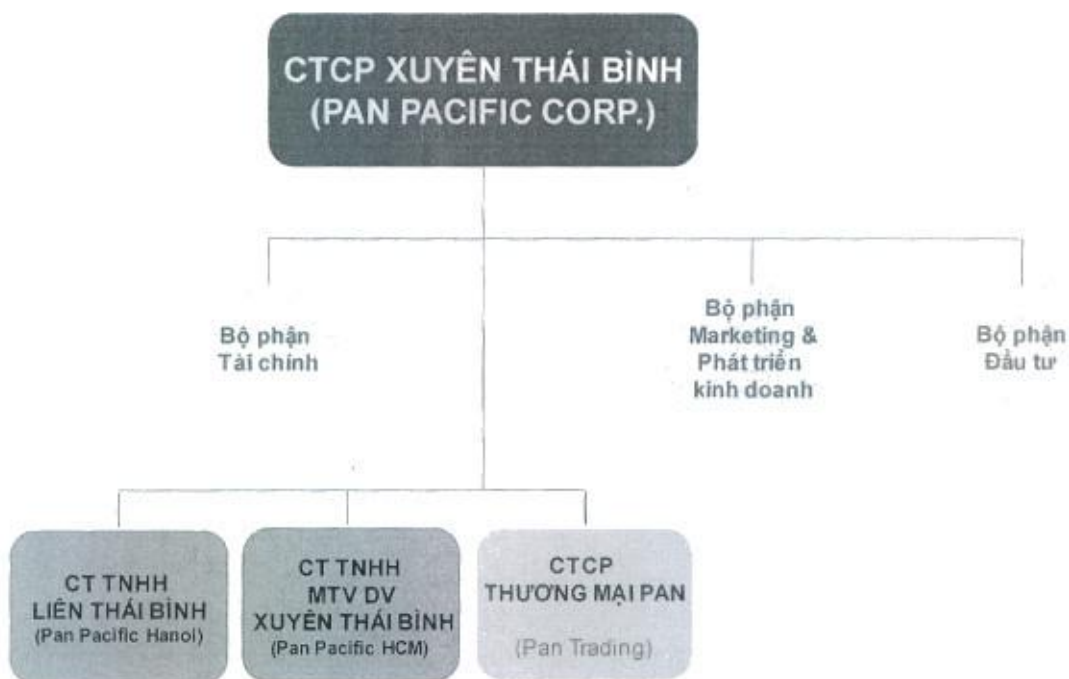 CTCP XUYÊN THÁI BÌNH
(PAN PACIFIC CORP.)
Bộ phận
Tài chính
Bộ phận
Marketing &
Phát triển
kinh doanh
Bộ phận
Đầu tư
CT TNHH
LIÊN THÁI BÌNH
(Pan Pacific Hanoi)
CT TNHH
MTV DV
XUYÊN THÁI BÌNH
(Pan Pacific HCM)
CTCP
THƯƠNG MẠI PAN
(Pan Trading)